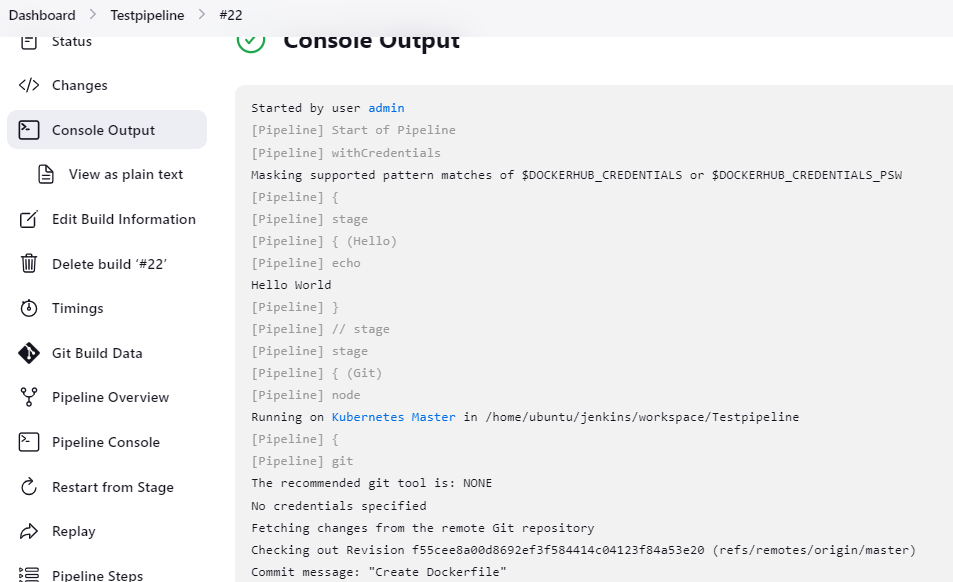 Dashboard > Testpipeline > #22
Status
Changes
Console Output
View as plain text
Edit Build Information
Delete build ‘#22’
Timings
Git Build Data
Pipeline Overview
Pipeline Console
Restart from Stage
Replay
Pipeline Steps
Console Output
Started by user admin
[Pipeline] Start of Pipeline
[Pipeline] withCredentials
Masking supported pattern matches of $DOCKERHUB_CREDENTIALS or $DOCKERHUB_CREDENTIALS_PSW
[Pipeline] {
[Pipeline] stage
[Pipeline] { (Hello)
[Pipeline] echo
Hello World
[Pipeline] }
[Pipeline] // stage
[Pipeline] stage
[Pipeline] { (Git)
[Pipeline] node
Running on Kubernetes Master in /home/ubuntu/jenkins/workspace/Testpipeline
[Pipeline] {
[Pipeline] git
The recommended git tool is: NONE
No credentials specified
Fetching changes from the remote Git repository
Checking out Revision f55cee8a00d8692ef3f584414c04123f84a53e20 (refs/remotes/origin/master)
Commit message: "Create Dockerfile"